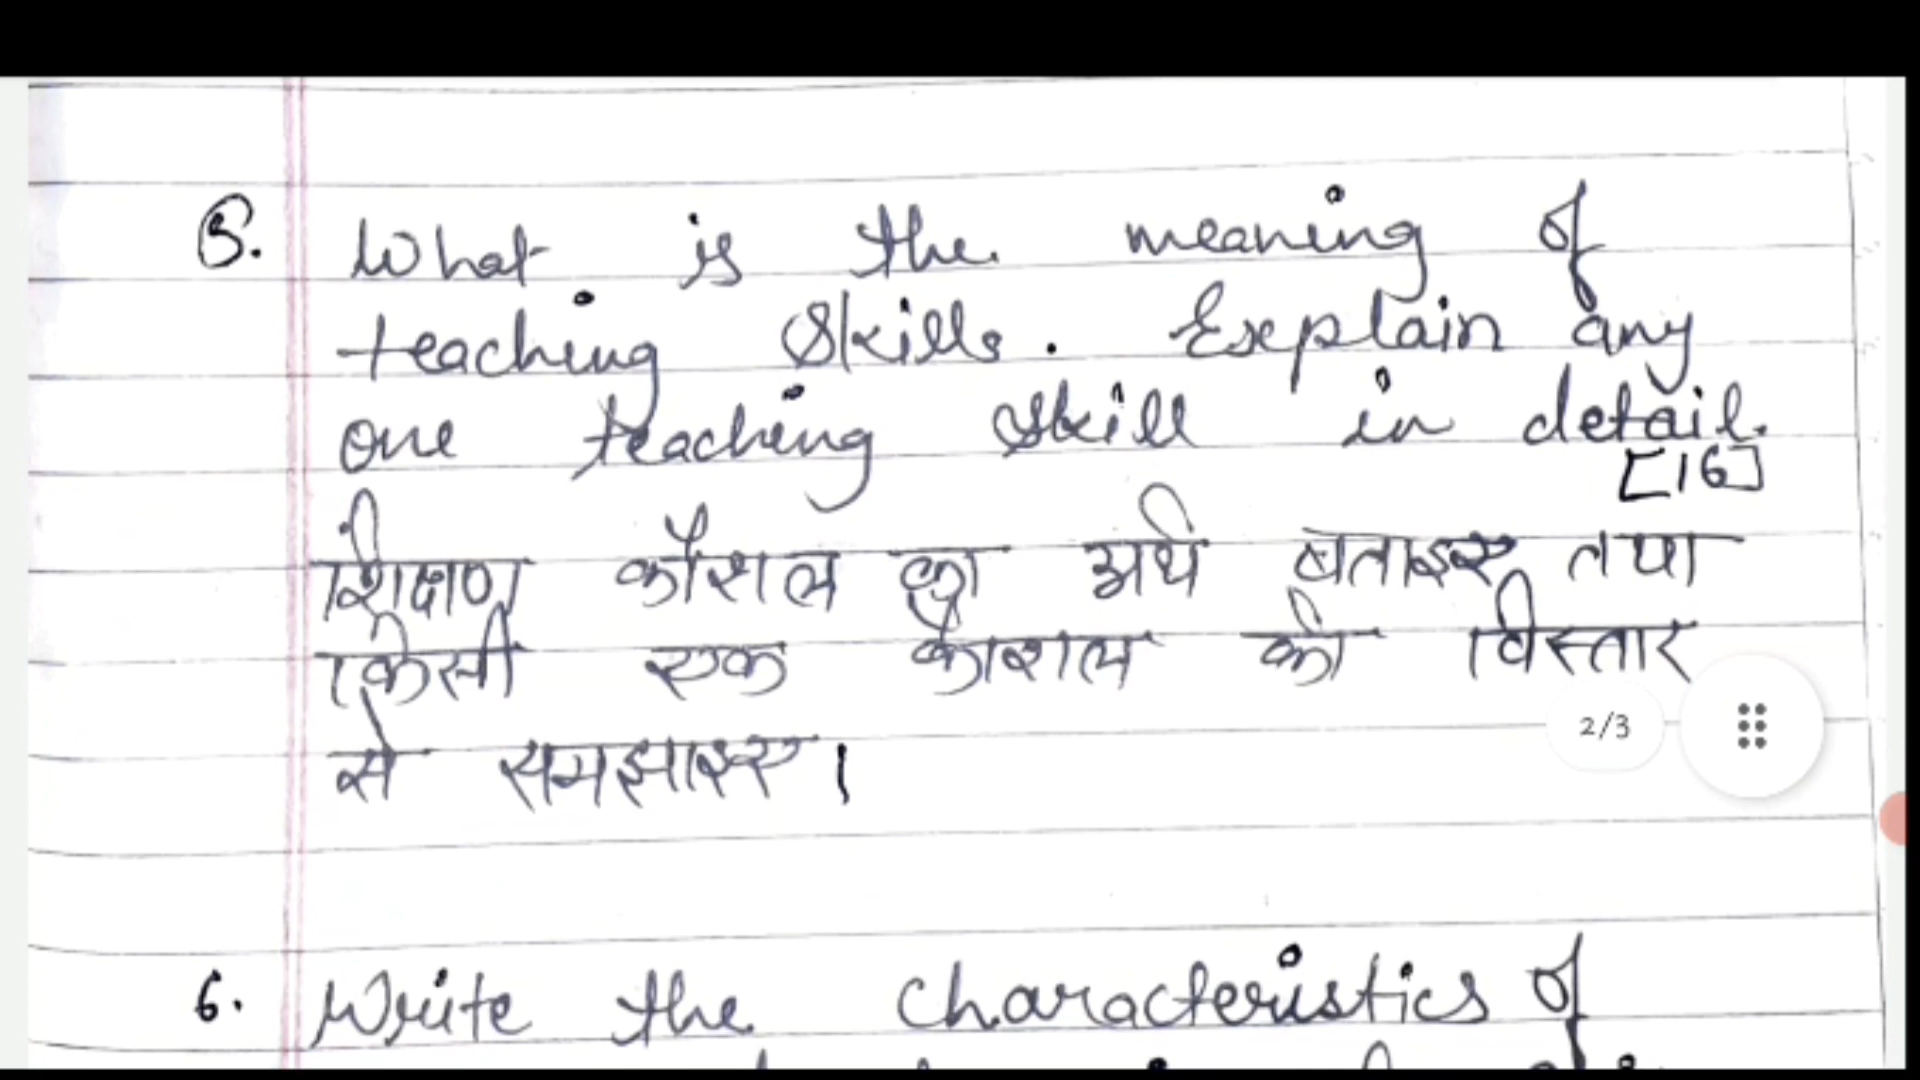 5. What is the meaning of
teaching skills. Explain any
one teaching skill in detail.
[16]
शिक्षण कौशल का अर्थ बताइए तथा
किसी एक कौशल को विस्तार
से समझाइए।
2/3
6. Write the characteristics of